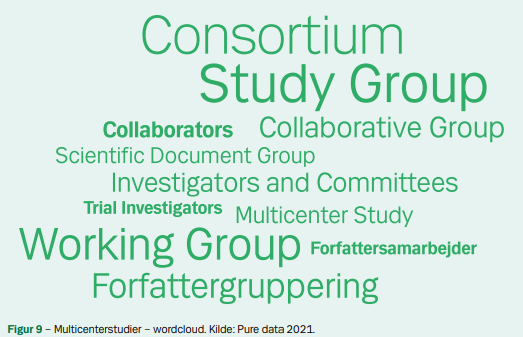 Consortium
Study Group
Collaborators Collaborative Group
Scientific Document Group
Investigators and Committees
Trial Investigators Multicenter Study
Working Group Forfattersamarbejder
Forfattergruppering
Figur 9 – Multicenterstudier – wordcloud. Kilde: Pure data 2021.